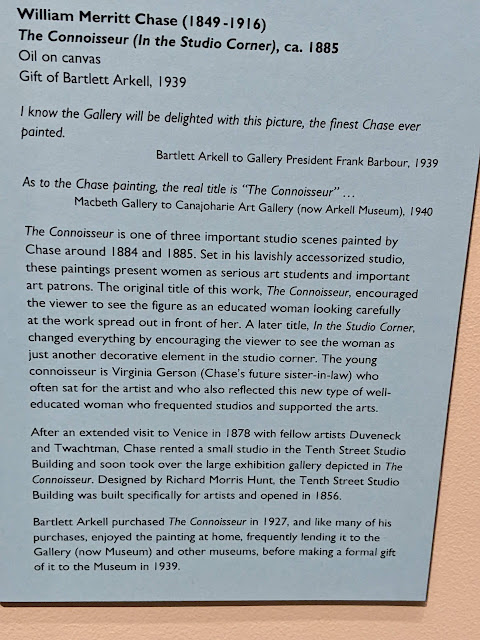 William Merritt Chase (1849-1916)
The Connoisseur (In the Studio Corner), ca. 1885
Oil on canvas
Gift of Bartlett Arkell, 1939
I know the Gallery will be delighted with this picture, the finest Chase ever
painted.
Bartlett Arkell to Gallery President Frank Barbour, 1939
As to the Chase painting, the real title is "The Connoisseur" ...
Macbeth Gallery to Canajoharie Art Gallery (now Arkell Museum), 1940
The Connoisseur is one of three important studio scenes painted by
Chase around 1884 and 1885. Set in his lavishly accessorized studio,
these paintings present women as serious art students and important
art patrons. The original title of this work, The Connoisseur, encouraged
the viewer to see the figure as an educated woman looking carefully
at the work spread out in front of her. A later title, In the Studio Corner,
changed everything by encouraging the viewer to see the woman as
just another decorative element in the studio corner. The young
connoisseur is Virginia Gerson (Chase's future sister-in-law) who
often sat for the artist and who also reflected this new type of well-
educated woman who frequented studios and supported the arts.
After an extended visit to Venice in 1878 with fellow artists Duveneck
and Twachtman, Chase rented a small studio in the Tenth Street Studio
Building and soon took over the large exhibition gallery depicted in The
Connoisseur. Designed by Richard Morris Hunt, the Tenth Street Studio
Building was built specifically for artists and opened in 1856.
Bartlett Arkell purchased The Connoisseur in 1927, and like many of his
purchases, enjoyed the painting at home, frequently lending it to the
Gallery (now Museum) and other museums, before making a formal gift
of it to the Museum in 1939.